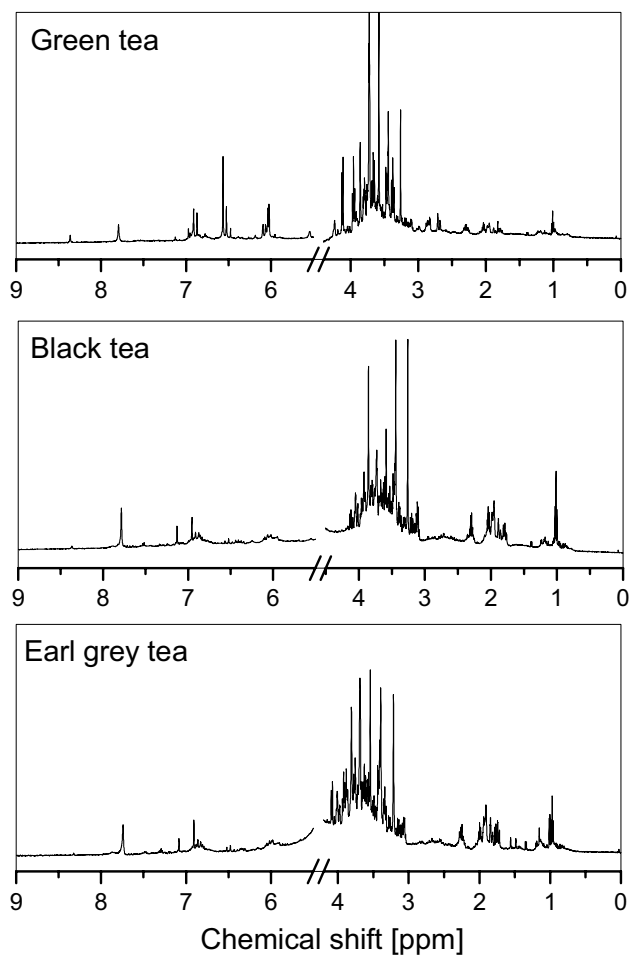 Green tea
9 8 7 6 4 3 2 1 0
Black tea
9 8 7 6 4 3 2 1 0
Earl grey tea
9 8 7 6 4 3 2 1 0
Chemical shift [ppm]